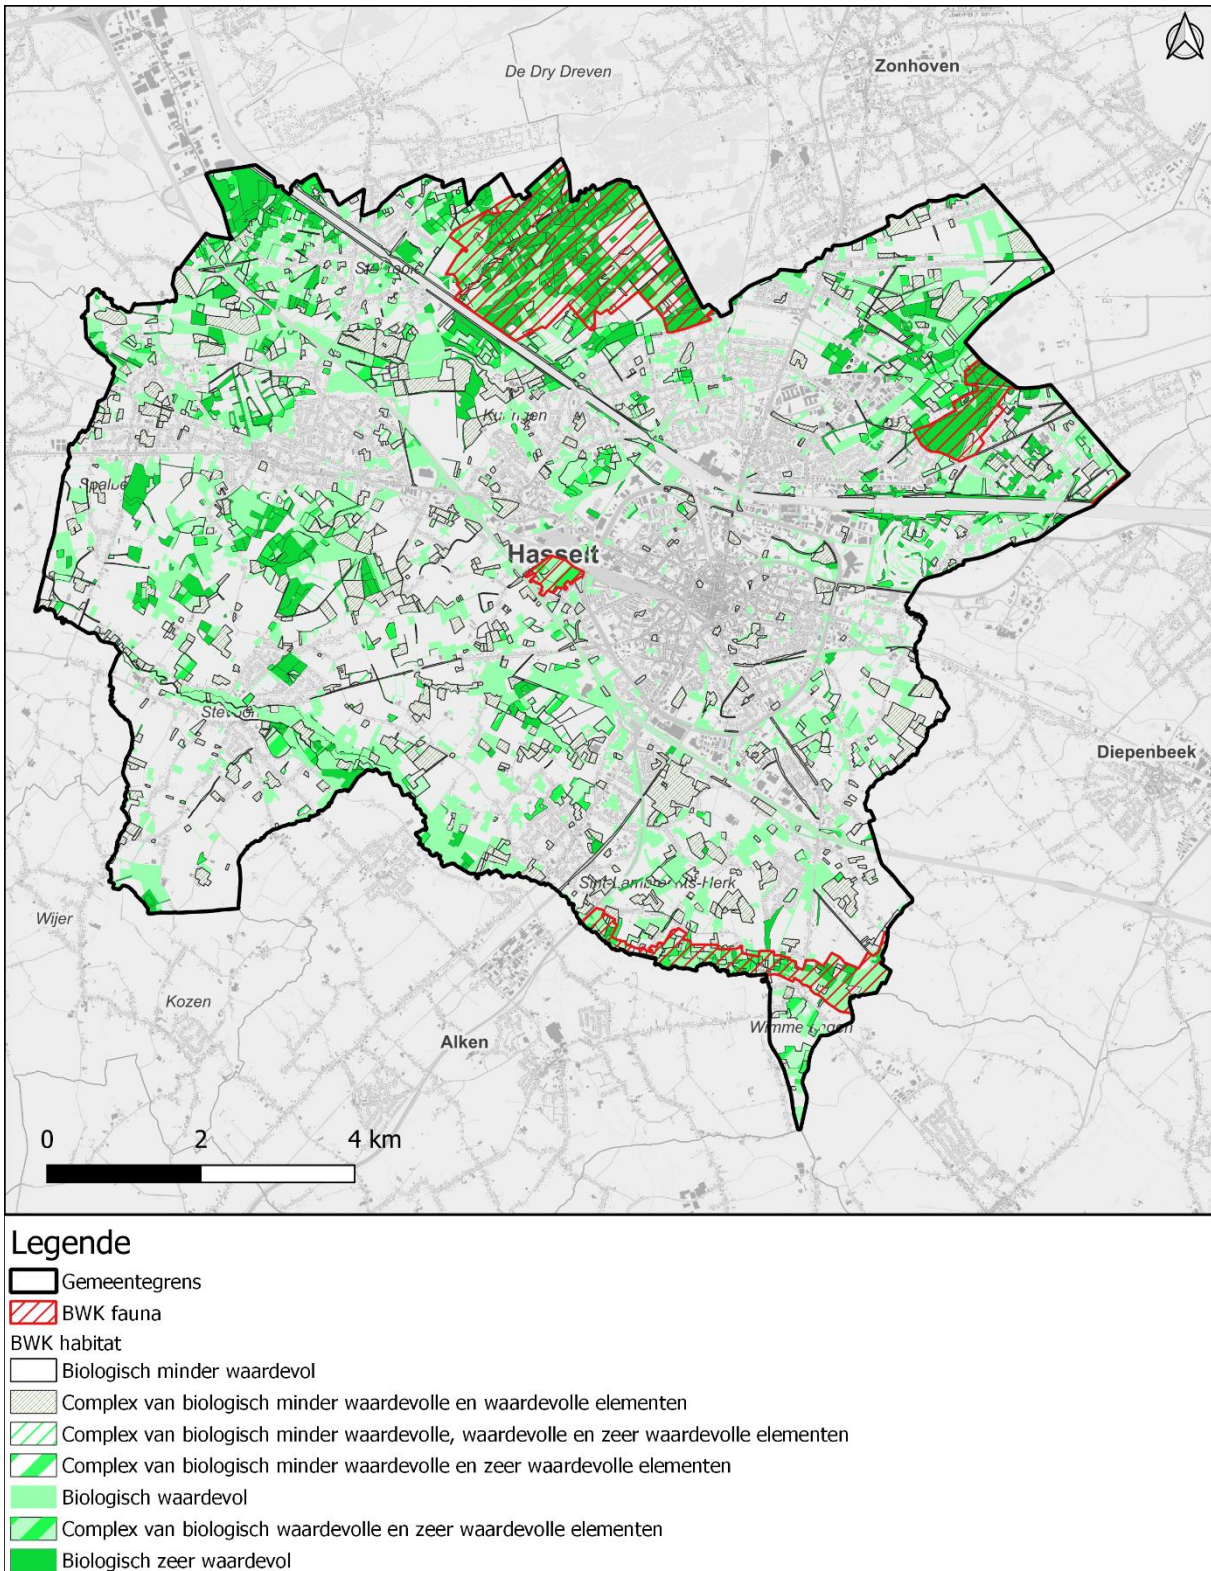 De Dry Dreven
Zonhoven
Hasselt
Diepenbeek
Wijer
Kozen
Alken
0 2 4 km
Legende
Gemeentegrens
BWK fauna
BWK habitat
Biologisch minder waardevol
Complex van biologisch minder waardevolle en waardevolle elementen
Complex van biologisch minder waardevolle, waardevolle en zeer waardevolle elementen
Complex van biologisch minder waardevolle en zeer waardevolle elementen
Biologisch waardevol
Complex van biologisch waardevolle en zeer waardevolle elementen
Biologisch zeer waardevol